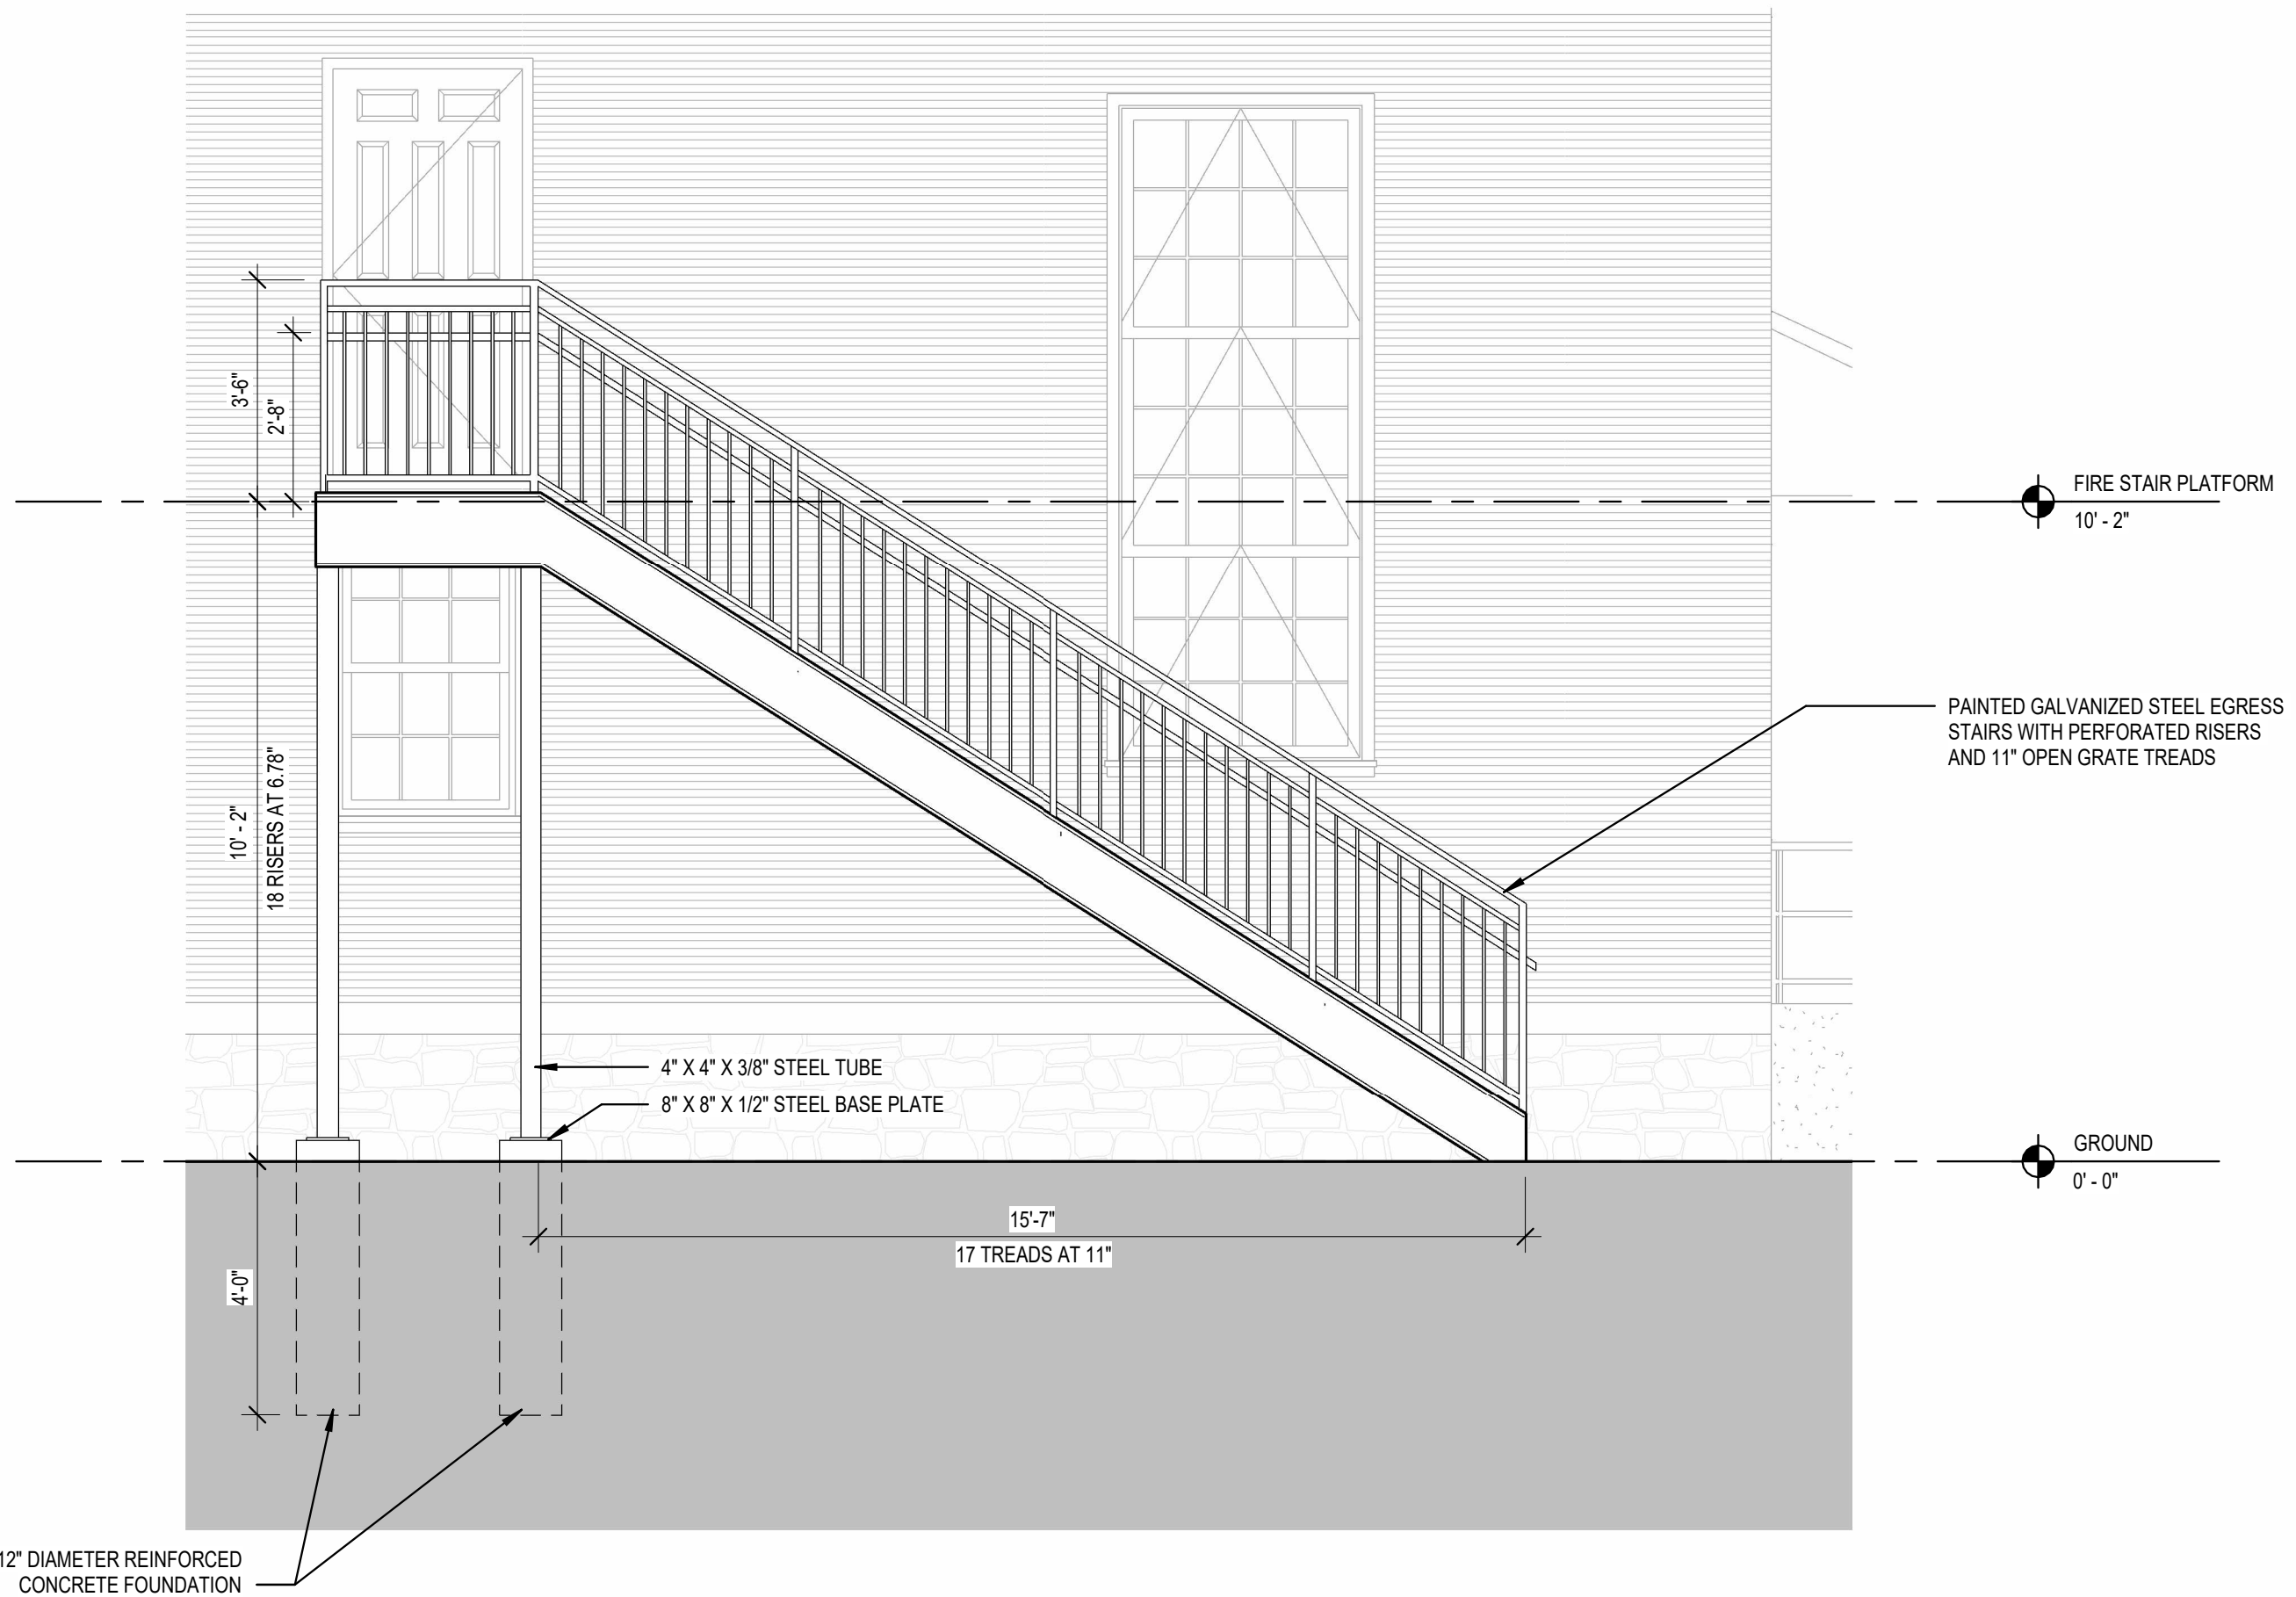 3'-6"
2'-8"
FIRE STAIR PLATFORM
10' - 2"
PAINTED GALVANIZED STEEL EGRESS
STAIRS WITH PERFORATED RISERS
AND 11" OPEN GRATE TREADS
10' - 2"
18 RISERS AT 6.78"
4" X 4" X 3/8" STEEL TUBE
8" X 8" X 1/2" STEEL BASE PLATE
GROUND
0' - 0"
15'-7"
17 TREADS AT 11"
4'-0"
12" DIAMETER REINFORCED
CONCRETE FOUNDATION